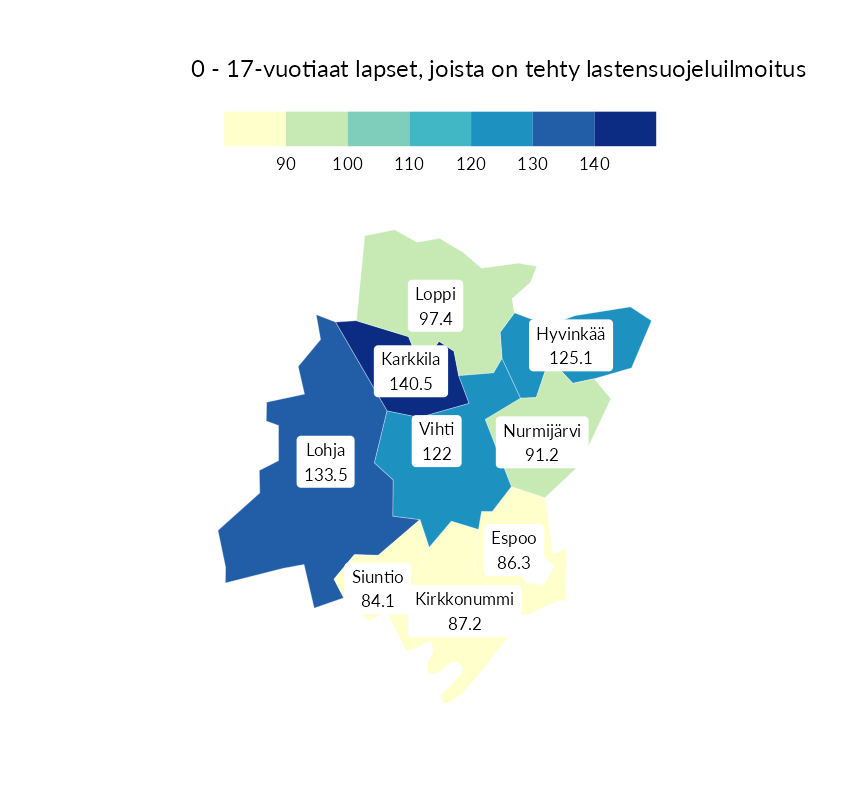 0 - 17-vuotiaat lapset, joista on tehty lastensuojeluilmoitus
90 100 110 120 130 140
Loppi
97.4
Hyvinkää
125.1
Karkkila
140.5
Vihti
122
Nurmijärvi
91.2
Lohja
133.5
Espoo
86.3
Siuntio
84.1
Kirkkonummi
87.2